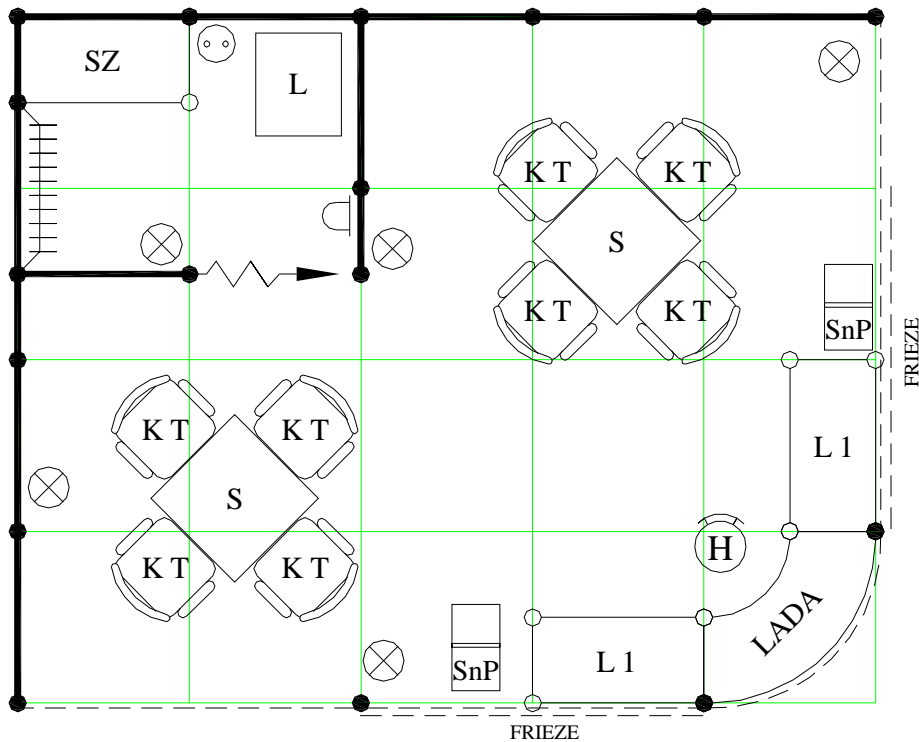 SZ
L
K T
K T
S
K T
K T
SnP
FRIEZE
K T
K T
L 1
S
H
K T
K T
LADA
L 1
SnP
FRIEZE